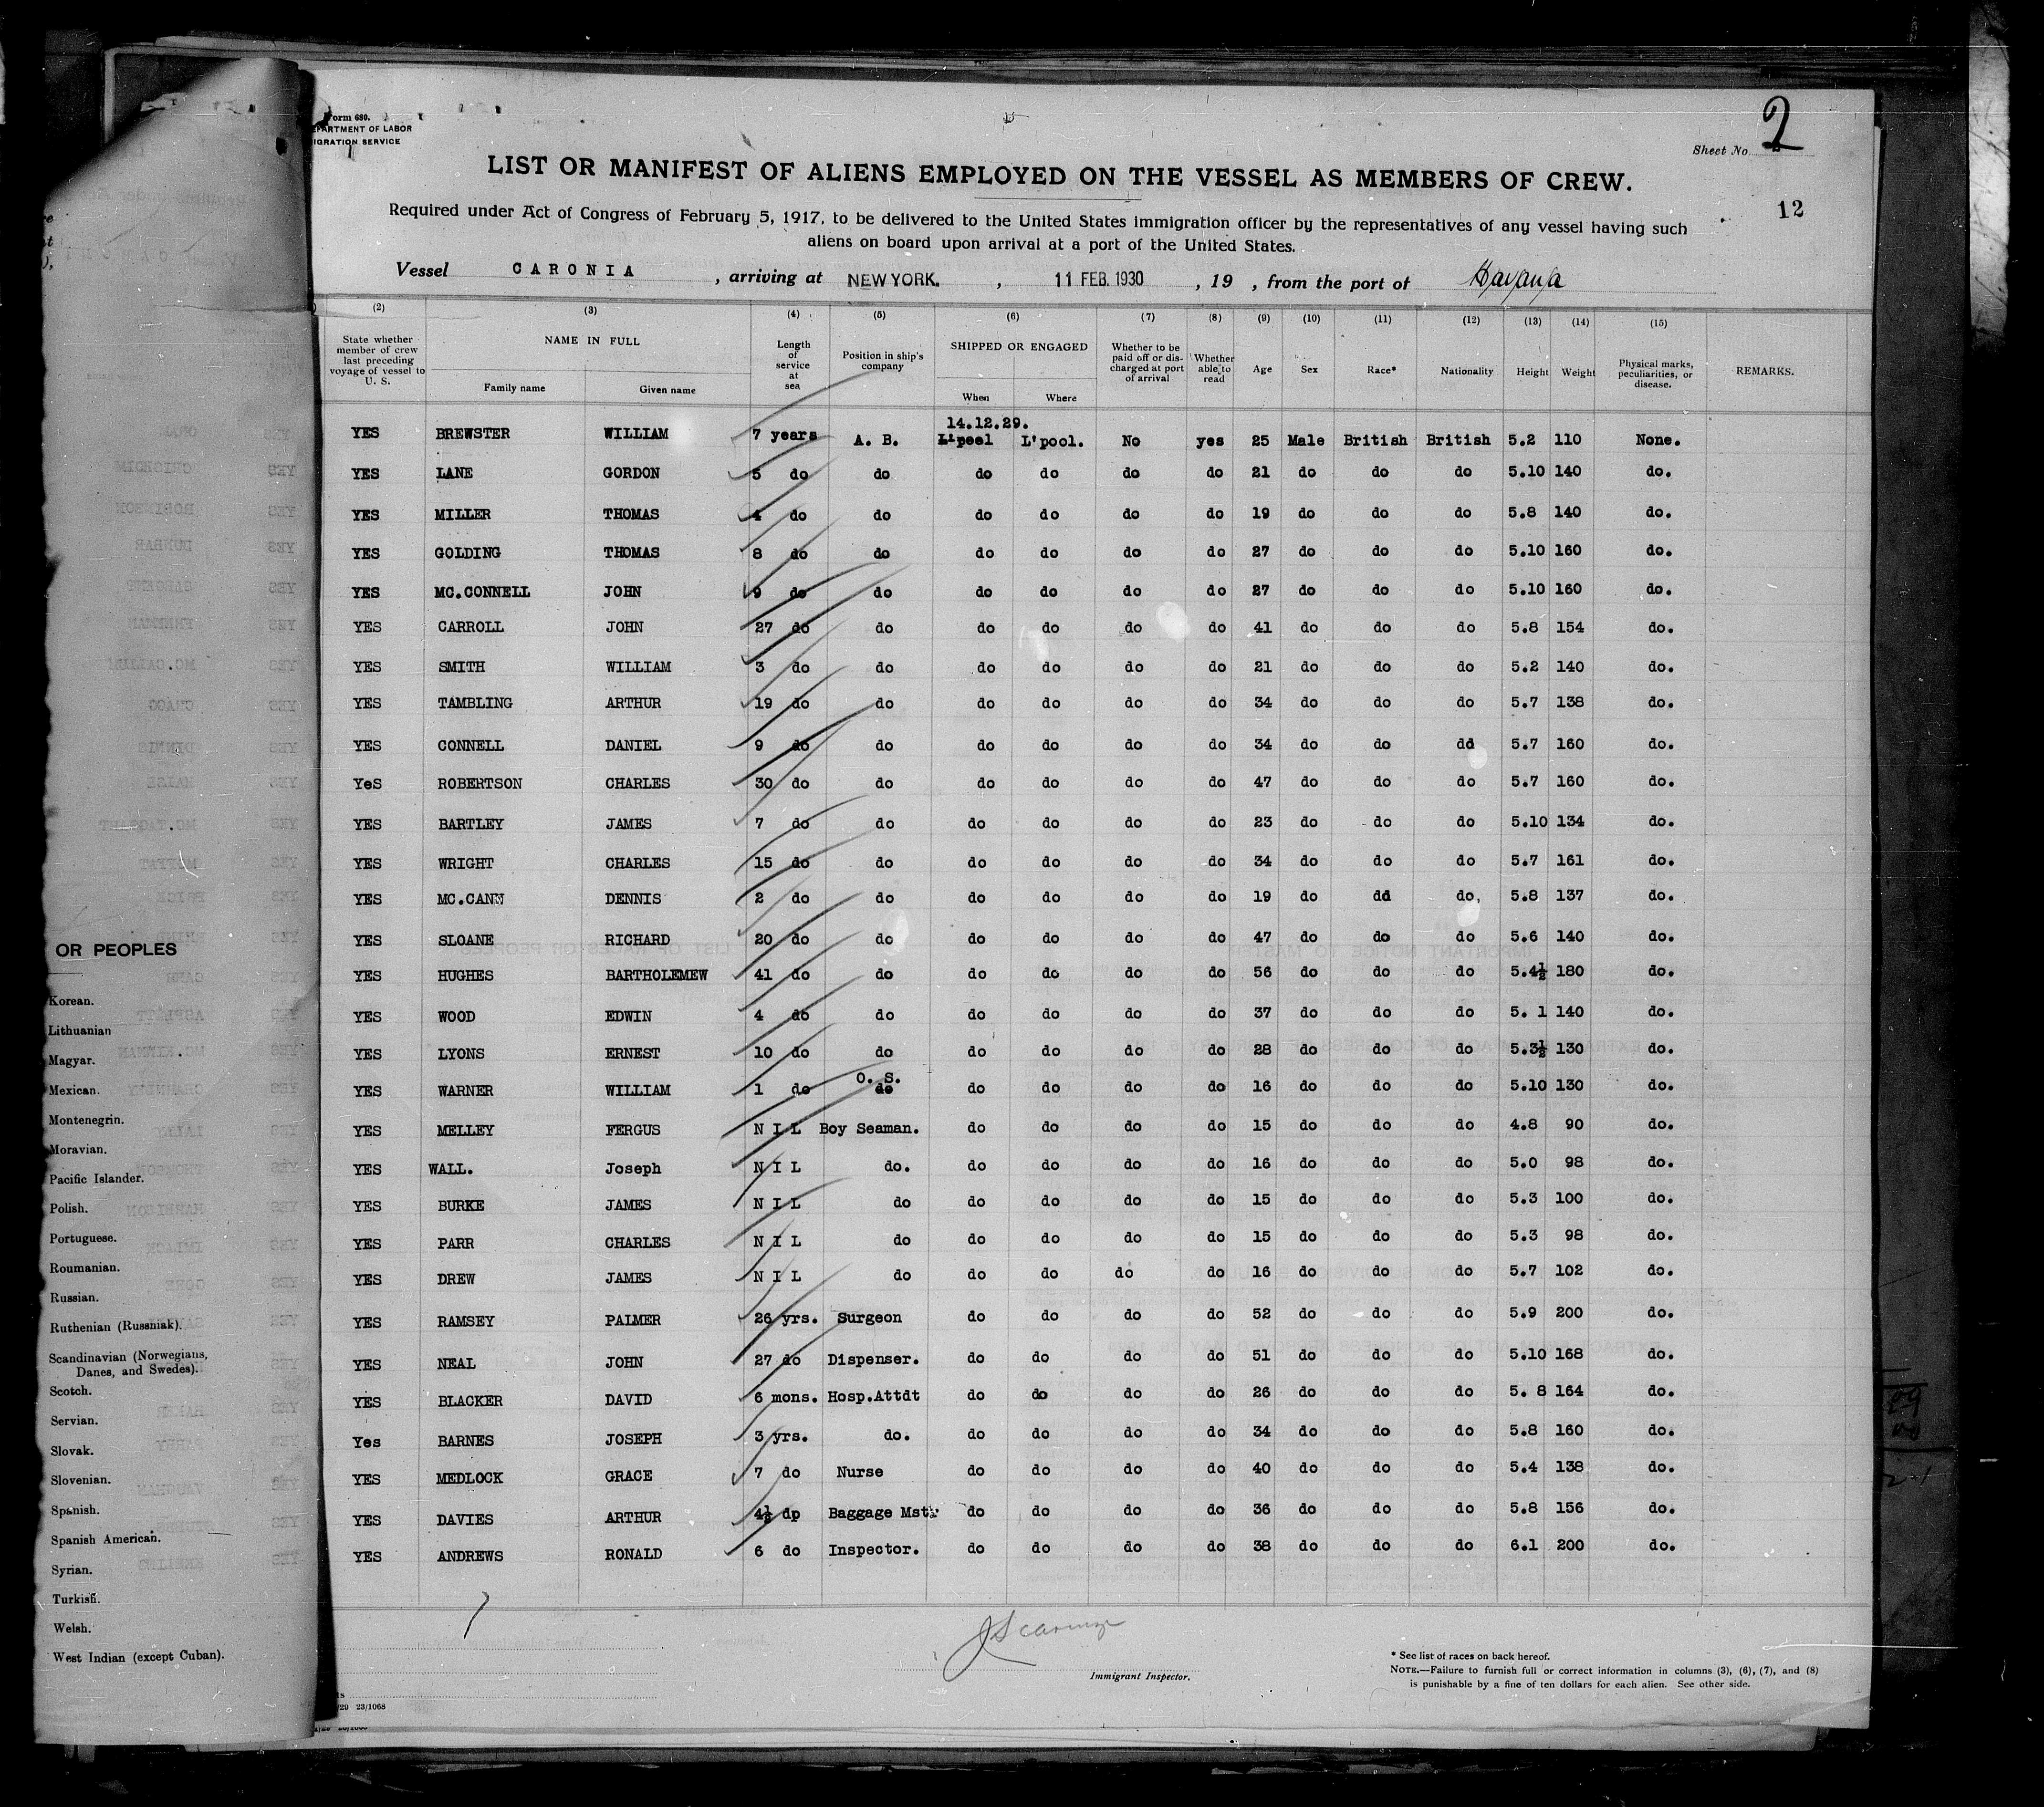 Form 680.
DEPARTMENT OF LABOR
IMMIGRATION SERVICE
Sheet No. 2
LIST OR MANIFEST OF ALIENS EMPLOYED ON THE VESSEL AS MEMBERS OF CREW.
12
Required under Act of Congress of February 5, 1917, to be delivered to the United States immigration officer by the representatives of any vessel having such
aliens on board upon arrival at a port of the United States.
Vessel CARONIA, arriving at NEW YORK., 11 FEB. 1930, 19 , from the port of Havana
(2) (3) (4) (5) (6) (7) (8) (9) (10) (11) (12) (13) (14) (15)
State whether member of crew last preceding voyage of vessel to U. S. NAME IN FULL Family name Given name Length of service at sea Position in ship's company SHIPPED OR ENGAGED When Where Whether to be paid off or discharged at port of arrival Whether able to read Age Sex Race* Nationality Height Weight Physical marks, peculiarities, or disease. REMARKS.
14.12.29.
YES BREWSTER WILLIAM 7 years A. B. L'peel L'pool. No yes 25 Male British British 5.2 110 None.
YES LANE GORDON 5 do do do do do do 21 do do do 5.10 140 do.
YES MILLER THOMAS 4 do do do do do do 19 do do do 5.8 140 do.
YES GOLDING THOMAS 8 do do do do do do 27 do do do 5.10 160 do.
YES MC.CONNELL JOHN 9 do do do do do do 27 do do do 5.10 160 do.
YES CARROLL JOHN 27 do do do do do do 41 do do do 5.8 154 do.
YES SMITH WILLIAM 3 do do do do do do 21 do do do 5.2 140 do.
YES TAMBLING ARTHUR 19 do do do do do do 34 do do do 5.7 138 do.
YES CONNELL DANIEL 9 do do do do do do 34 do do dd 5.7 160 do.
YeS ROBERTSON CHARLES 30 do do do do do do 47 do do do 5.7 160 do.
YES BARTLEY JAMES 7 do do do do do do 23 do do do 5.10 134 do.
YES WRIGHT CHARLES 15 do do do do do do 34 do do do 5.7 161 do.
YES MC.CANN DENNIS 2 do do do do do do 19 do dd do, 5.8 137 do.
YES SLOANE RICHARD 20 do do do do do do 47 do do do 5.6 140 do.
YES HUGHES BARTHOLEMEW 41 do do do do do do 56 do do do 5.4½ 180 do.
YES WOOD EDWIN 4 do do do do do do 37 do do do 5. 1 140 do.
YES LYONS ERNEST 10 do do do do do do 28 do do do 5.3½ 130 do.
O. S.
YES WARNER WILLIAM 1 do do do do do do 16 do do do 5.10 130 do.
YES MELLEY FERGUS N I L Boy Seaman. do do do do 15 do do do 4.8 90 do.
YES WALL. Joseph N I L do. do do do do 16 do do do 5.0 98 do.
YES BURKE JAMES N I L do do do do do 15 do do do 5.3 100 do.
YES PARR CHARLES N I L do do do do do 15 do do do 5.3 98 do.
YES DREW JAMES N I L do do do do do 16 do do do 5.7 102 do.
YES RAMSEY PALMER 26 yrs. Surgeon do do do do 52 do do do 5.9 200 do.
YES NEAL JOHN 27 do Dispenser. do do do do 51 do do do 5.10 168 do.
YES BLACKER DAVID 6 mons. Hosp.Attdt do do do do 26 do do do 5. 8 164 do.
Yes BARNES JOSEPH 3 yrs. do. do do do do 34 do do do 5.8 160 do.
YES MEDLOCK GRACE 7 do Nurse do do do do 40 do do do 5.4 138 do.
YES DAVIES ARTHUR 4½ dp Baggage Mstr do do do do 36 do do do 5.8 156 do.
YES ANDREWS RONALD 6 do Inspector. do do do do 38 do do do 6.1 200 do.
Immigrant Inspector.
* See list of races on back hereof.
NOTE.—Failure to furnish full or correct information in columns (3), (6), (7), and (8)
is punishable by a fine of ten dollars for each alien. See other side.
/29 23/1068
OR PEOPLES
Korean.
Lithuanian
Magyar.
Mexican.
Montenegrin.
Moravian.
Pacific Islander.
Polish.
Portuguese.
Roumanian.
Russian.
Ruthenian (Russniak).
Scandinavian (Norwegians,
Danes, and Swedes).
Scotch.
Servian.
Slovak.
Slovenian.
Spanish.
Spanish American.
Syrian.
Turkish.
Welsh.
West Indian (except Cuban).